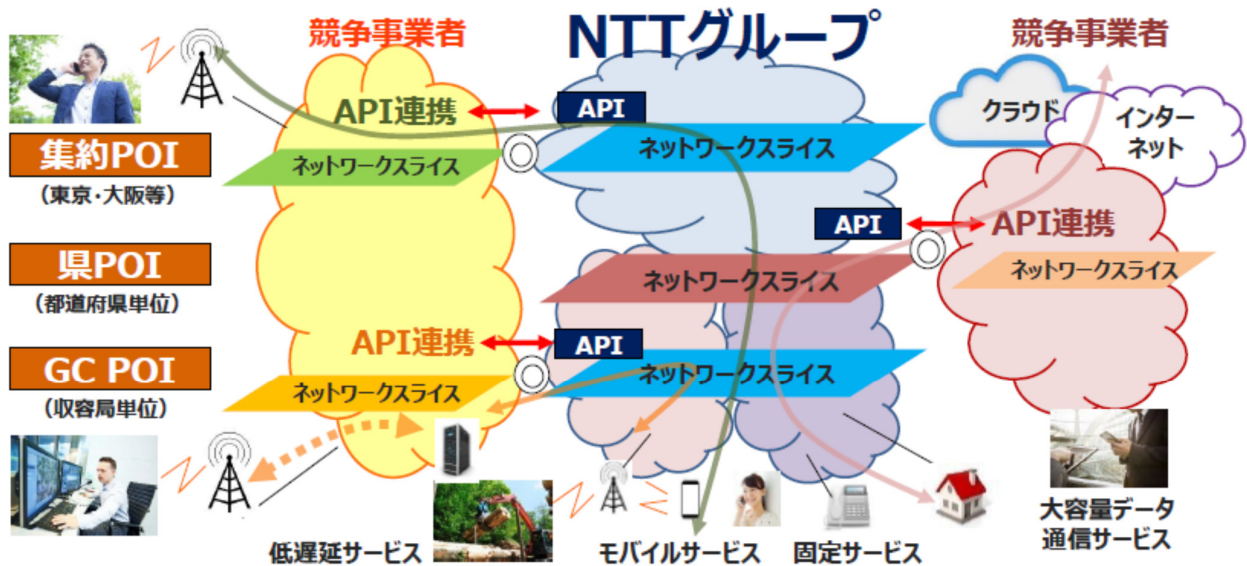 競争事業者
NTTグループ
競争事業者
API連携
API
クラウド
インター
ネット
集約POI
（東京・大阪等）
ネットワークスライス
ネットワークスライス
API
API連携
県POI
（都道府県単位）
ネットワークスライス
ネットワークスライス
API連携
API
GC POI
（収容局単位）
ネットワークスライス
ネットワークスライス
低遅延サービス
モバイルサービス
固定サービス
大容量データ
通信サービス